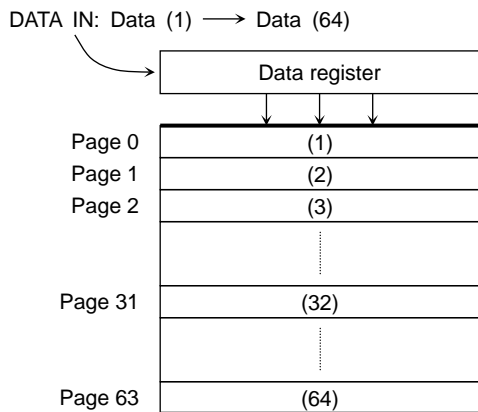 DATA IN: Data (1) → Data (64)
Data register
Page 0 (1)
Page 1 (2)
Page 2 (3)
Page 31 (32)
Page 63 (64)